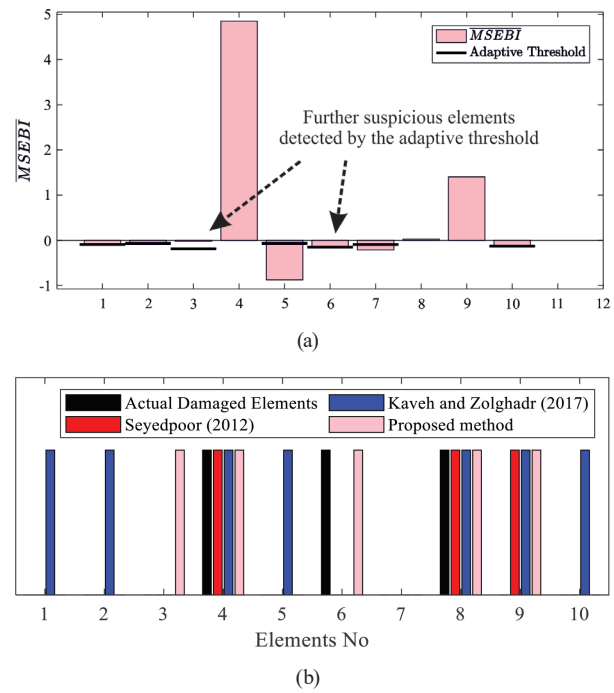 5
4
3
2
1
0
-1
MSEBI
MSEBI
Adaptive Threshold
Further suspicious elements
detected by the adaptive threshold
1 2 3 4 5 6 7 8 9 10 11 12
(a)
Actual Damaged Elements
Kaveh and Zolghadr (2017)
Seyedpoor (2012)
Proposed method
1 2 3 4 5 6 7 8 9 10
Elements No
(b)